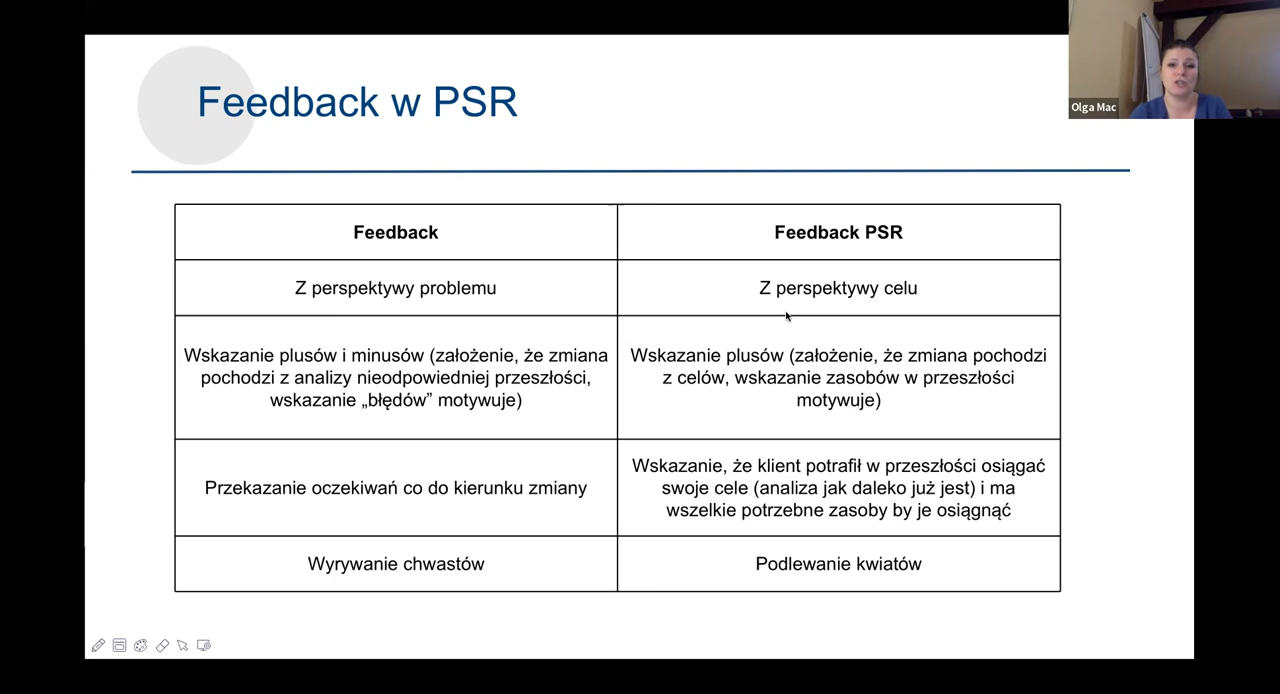 Feedback w PSR
Olga Mac
Feedback
Feedback PSR
Z perspektywy problemu
Z perspektywy celu
Wskazanie plusów i minusów (założenie, że zmiana
pochodzi z analizy nieodpowiedniej przeszłości,
wskazanie „błędów” motywuje)
Wskazanie plusów (założenie, że zmiana pochodzi
z celów, wskazanie zasobów w przeszłości
motywuje)
Przekazanie oczekiwań co do kierunku zmiany
Wskazanie, że klient potrafił w przeszłości osiągać
swoje cele (analiza jak daleko już jest) i ma
wszelkie potrzebne zasoby by je osiągnąć
Wyrywanie chwastów
Podlewanie kwiatów